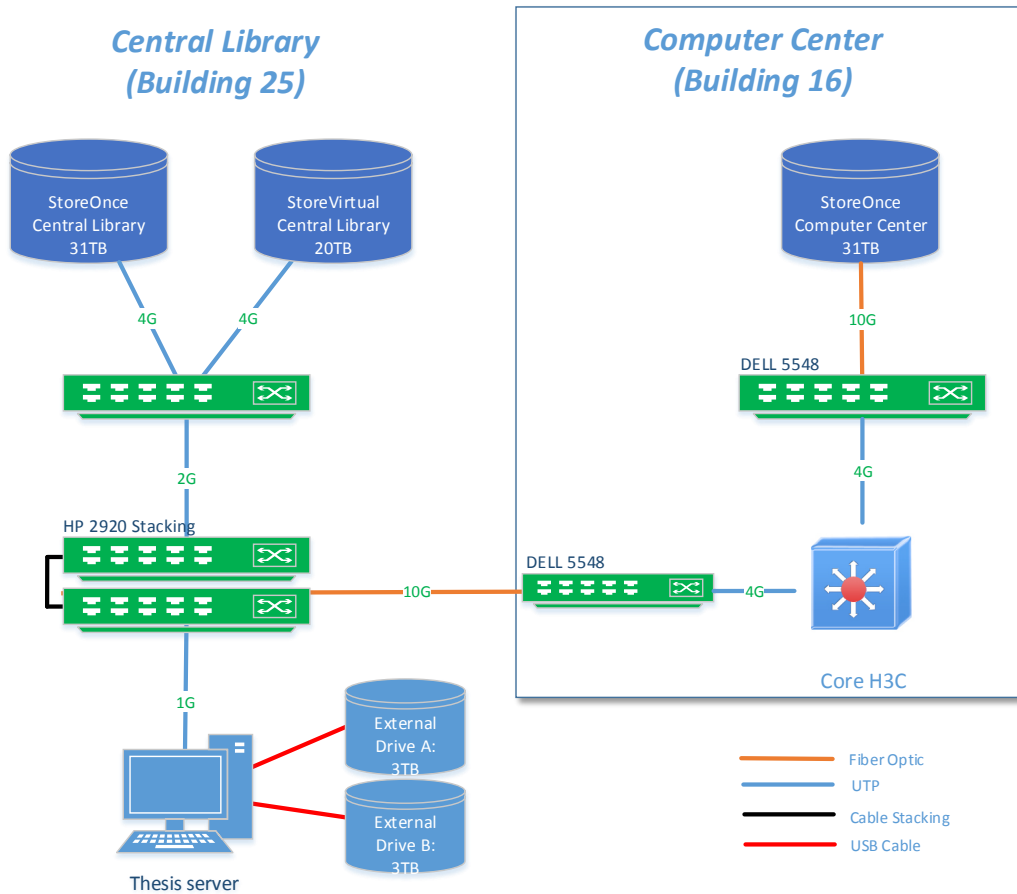 Central Library
(Building 25)
Computer Center
(Building 16)
StoreOnce
Central Library
31TB
StoreVirtual
Central Library
20TB
StoreOnce
Computer Center
31TB
4G
4G
10G
DELL 5548
2G
4G
HP 2920 Stacking
DELL 5548
10G
4G
Core H3C
1G
External
Drive A:
3TB
External
Drive B:
3TB
Thesis server
Fiber Optic
UTP
Cable Stacking
USB Cable